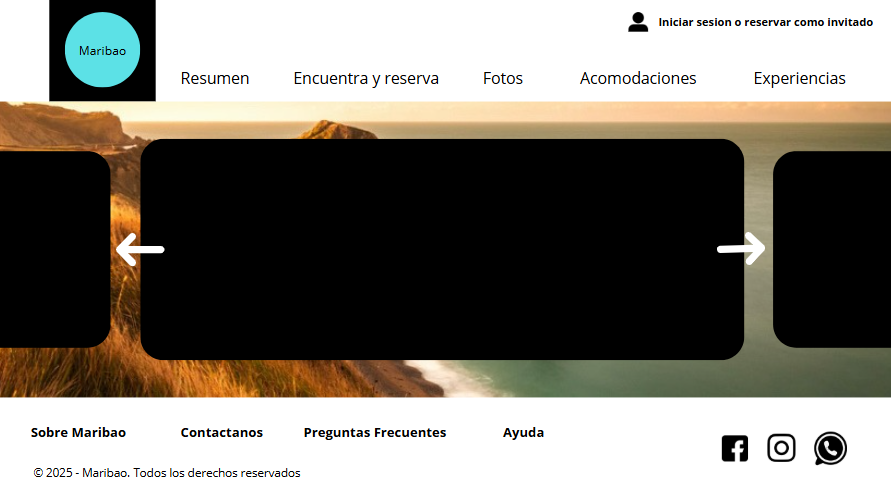 Maribao
Iniciar sesion o reservar como invitado
Resumen Encuentra y reserva Fotos Acomodaciones Experiencias
Sobre Maribao Contactanos Preguntas Frecuentes Ayuda
© 2025 - Maribao. Todos los derechos reservados